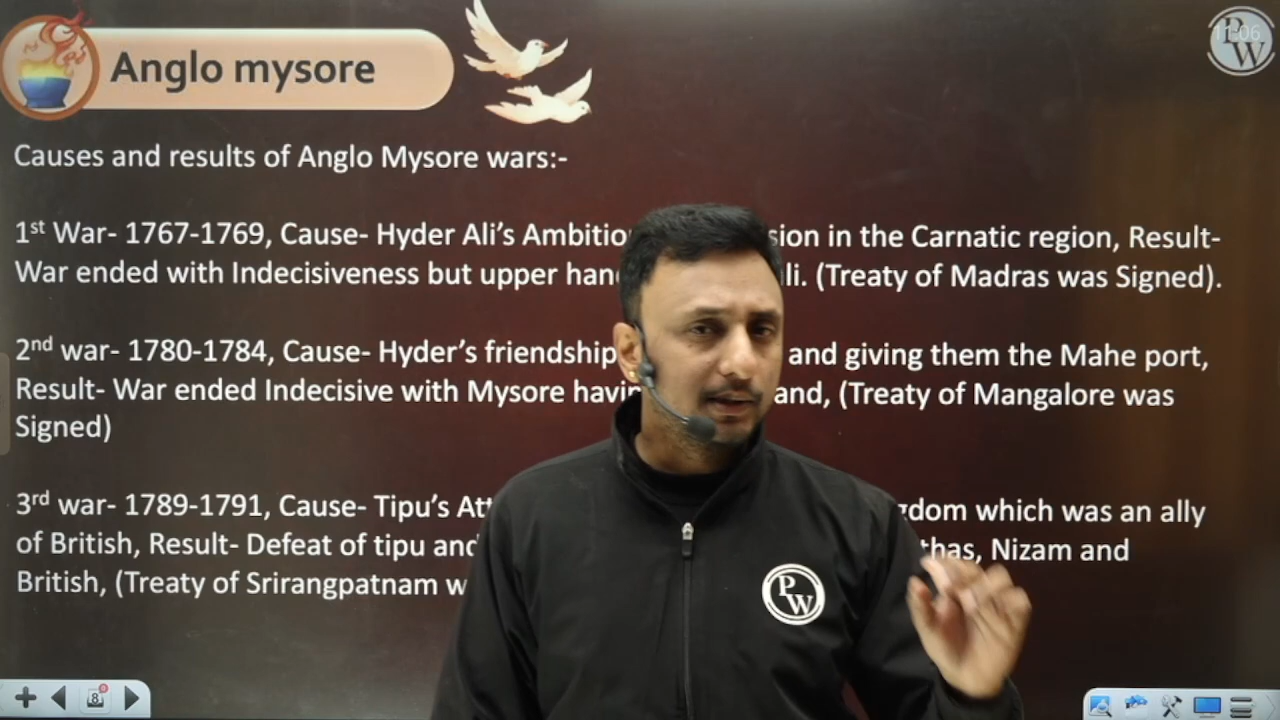 Anglo mysore
11:06
PW
Causes and results of Anglo Mysore wars:-
1st War- 1767-1769, Cause- Hyder Ali's sion in the Carnatic region, Result-
War ended with Indecisiveness but upper li. (Treaty of Madras was Signed).
2nd war- 1780-1784, Cause- Hyder's friendship and giving them the Mahe port,
Result- War ended Indecisive with Mysore and, (Treaty of Mangalore was
Signed)
3rd war- 1789-1791, Cause- Tipu's gdom which was an ally
of British, Result- Defeat of tipu and thas, Nizam and
British, (Treaty of Srirangpatnam
PW
8